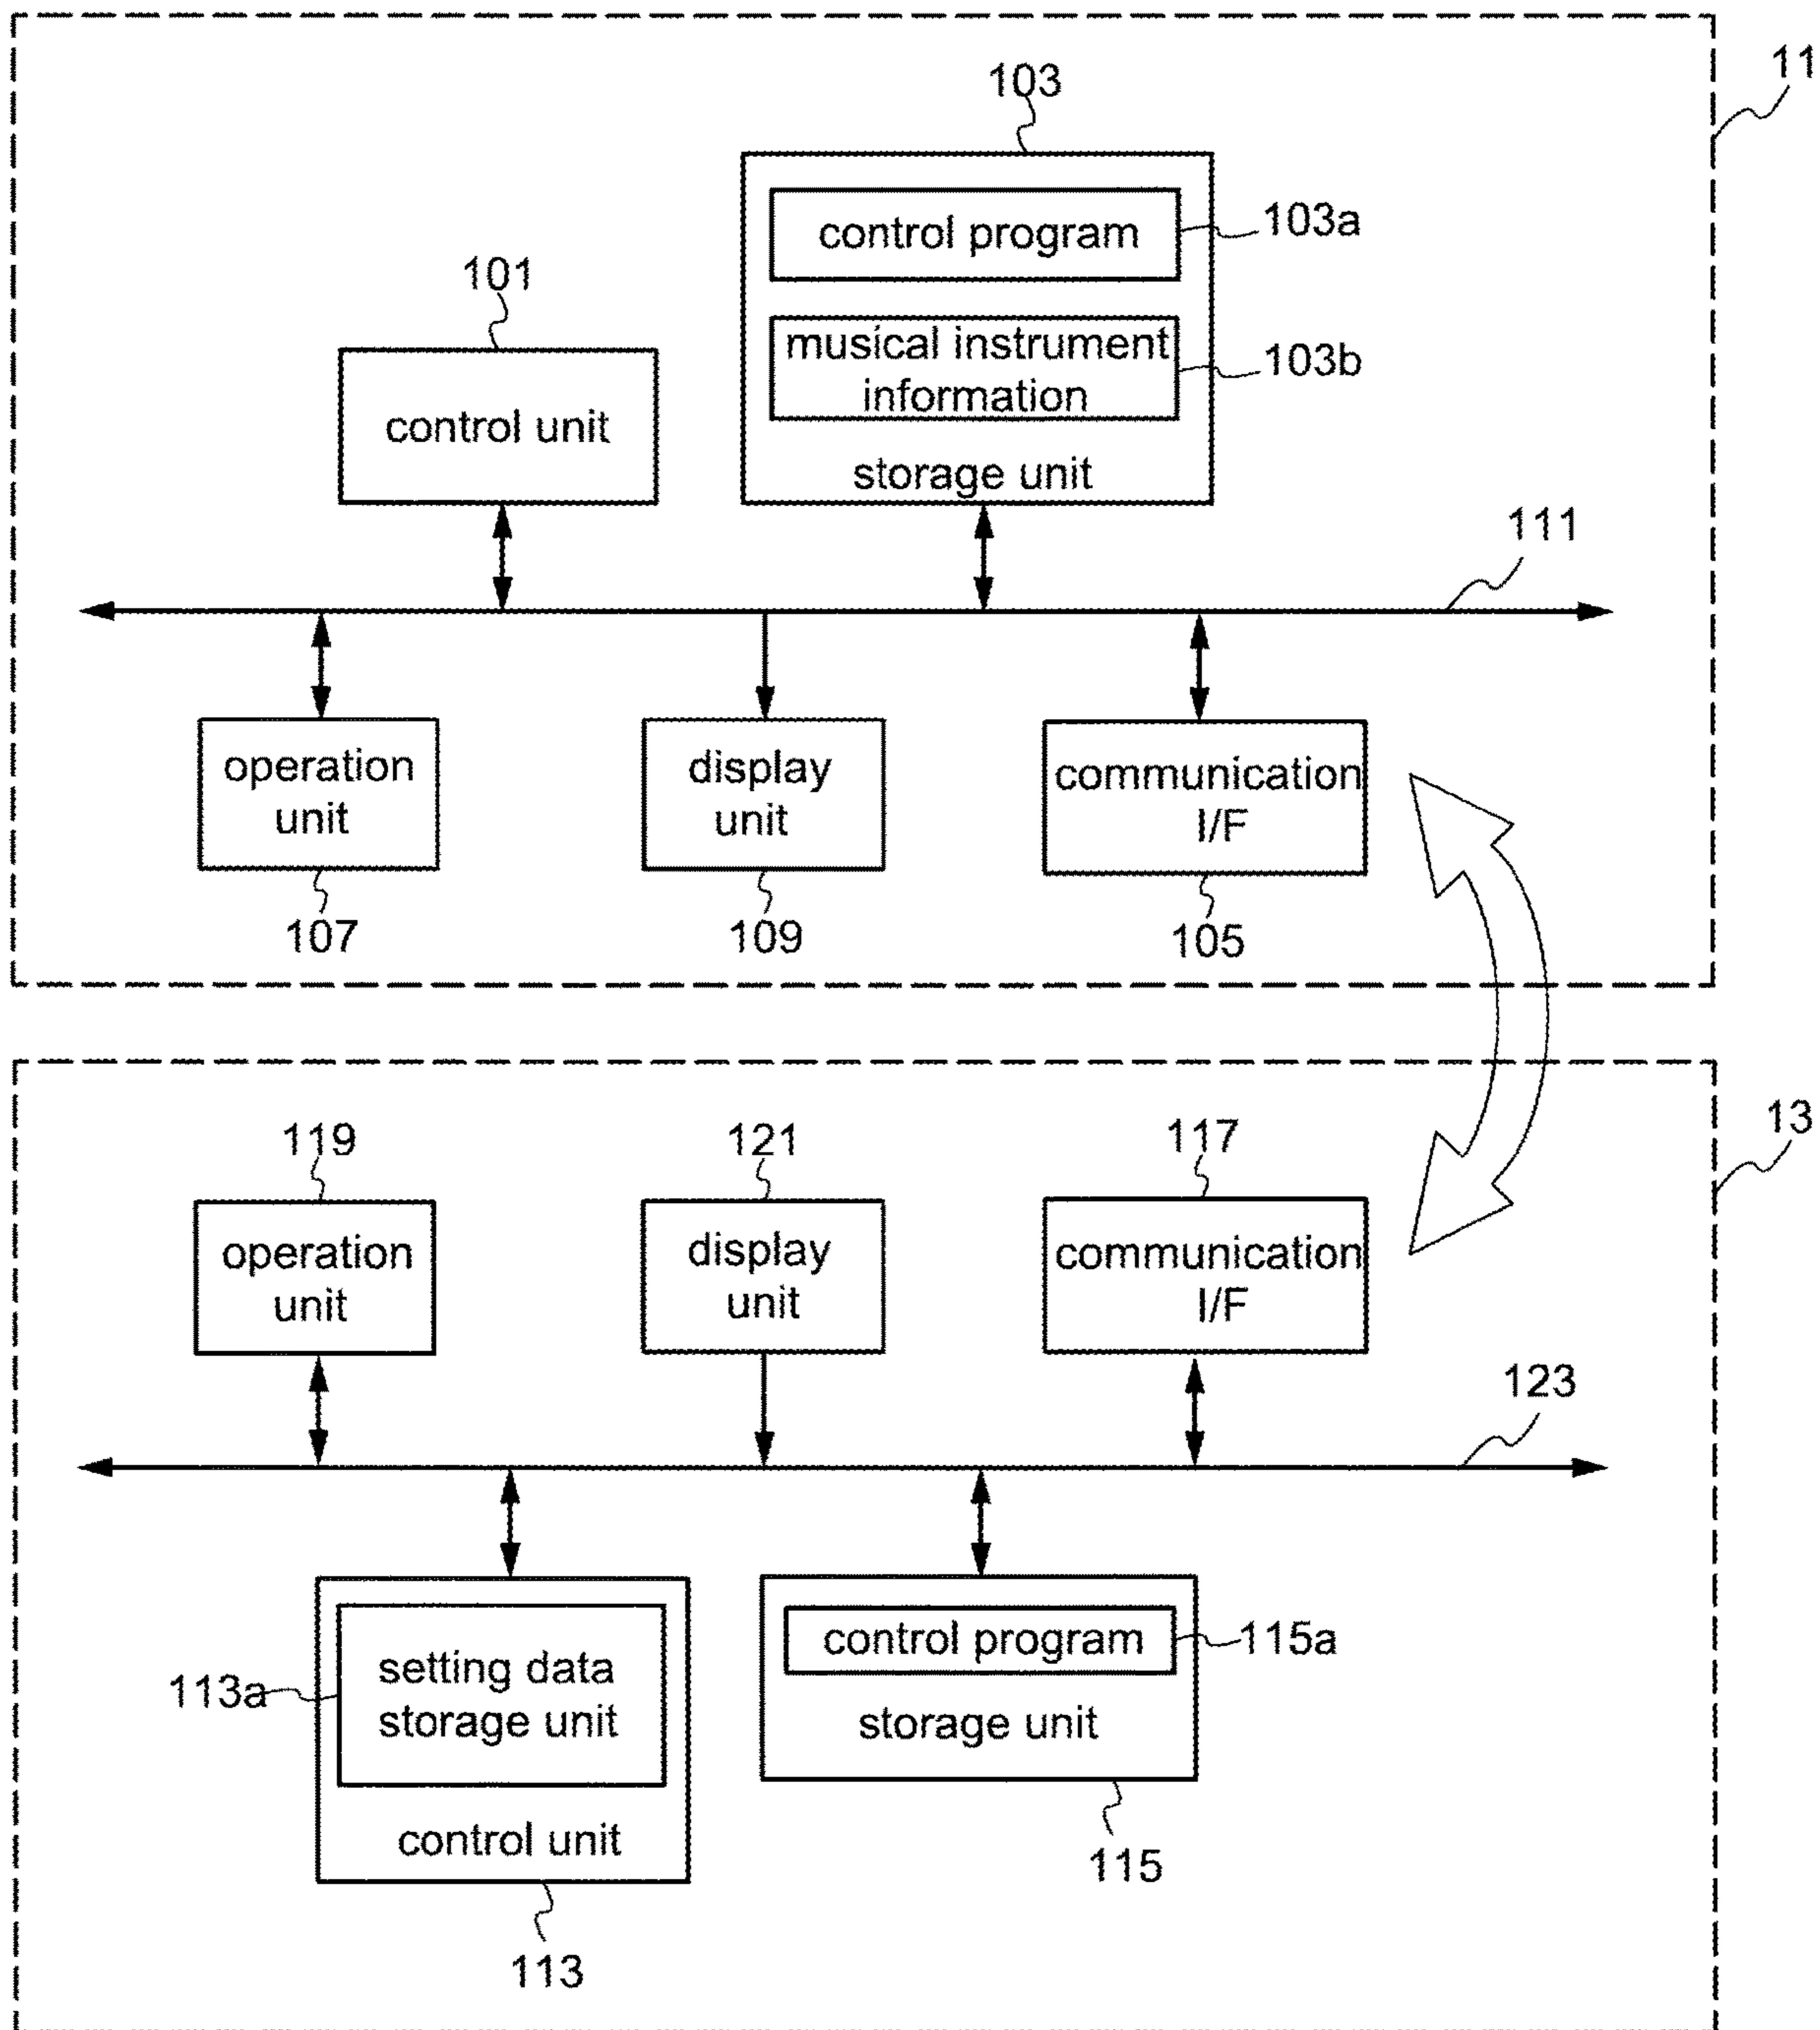 11
103
control program
103a
101
musical instrument
information
103b
control unit
storage unit
111
operation
unit
display
unit
communication
I/F
107
109
105
13
119
121
117
operation
unit
display
unit
communication
I/F
123
setting data
storage unit
113a
control program
115a
storage unit
control unit
115
113